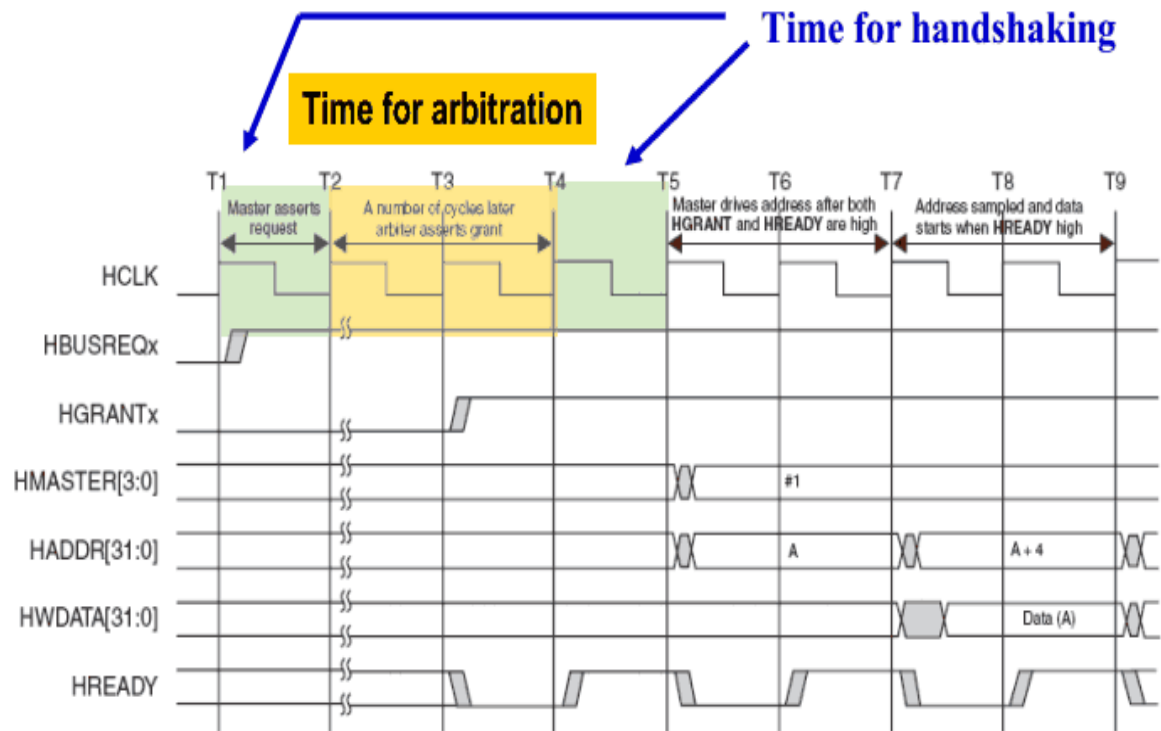 Time for handshaking
Time for arbitration
T1 T2 T3 T4 T5 T6 T7 T8 T9
Master asserts
request
A number of cycles later
arbiter asserts grant
Master drives address after both
HGRANT and HREADY are high
Address sampled and data
starts when HREADY high
HCLK
HBUSREQx
HGRANTx
HMASTER[3:0]
#1
HADDR[31:0]
A
A + 4
HWDATA[31:0]
Data (A)
HREADY